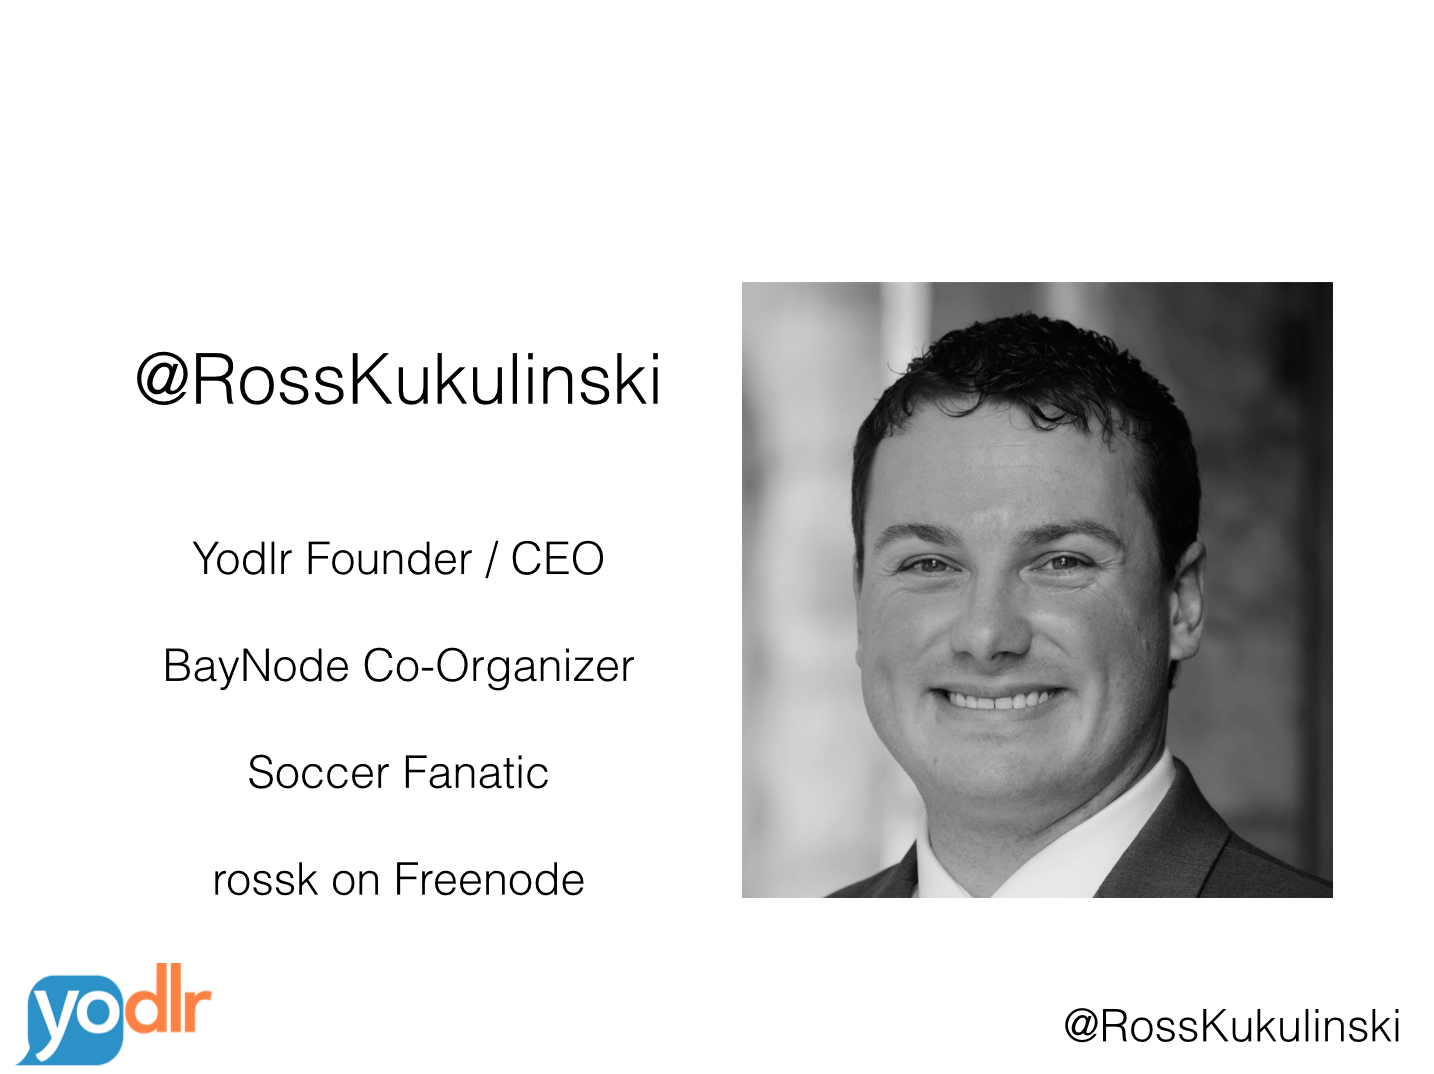 @RossKukulinski
Yodlr Founder / CEO
BayNode Co-Organizer
Soccer Fanatic
rossk on Freenode
yodlr
@RossKukulinski